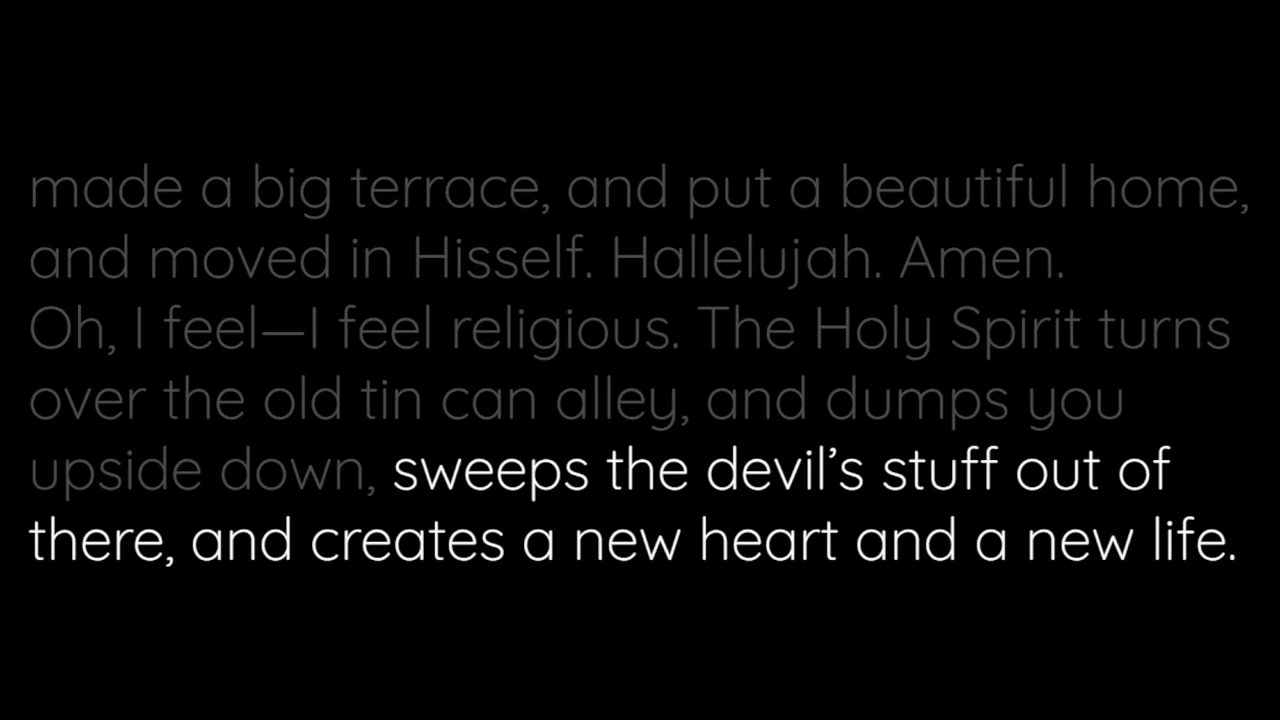 made a big terrace, and put a beautiful home,
and moved in Hisself. Hallelujah. Amen.
Oh, I feel—I feel religious. The Holy Spirit turns
over the old tin can alley, and dumps you
upside down, sweeps the devil’s stuff out of
there, and creates a new heart and a new life.